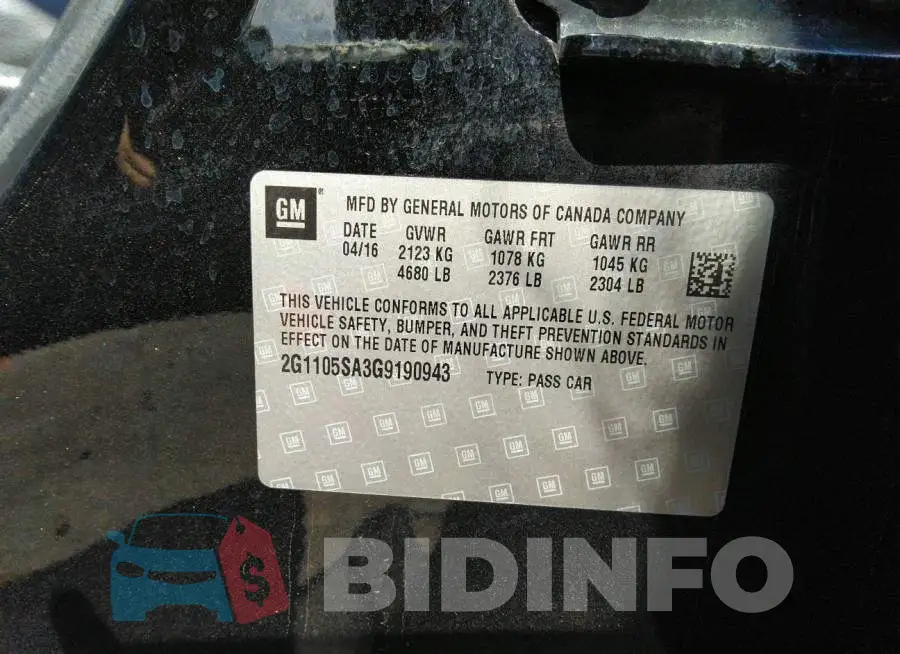 GM ®
MFD BY GENERAL MOTORS OF CANADA COMPANY
DATE GVWR GAWR FRT GAWR RR
04/16 2123 KG 1078 KG 1045 KG
4680 LB 2376 LB 2304 LB
THIS VEHICLE CONFORMS TO ALL APPLICABLE U.S. FEDERAL MOTOR
VEHICLE SAFETY, BUMPER, AND THEFT PREVENTION STANDARDS IN
EFFECT ON THE DATE OF MANUFACTURE SHOWN ABOVE.
2G1105SA3G9190943 TYPE: PASS CAR
$ BIDINFO